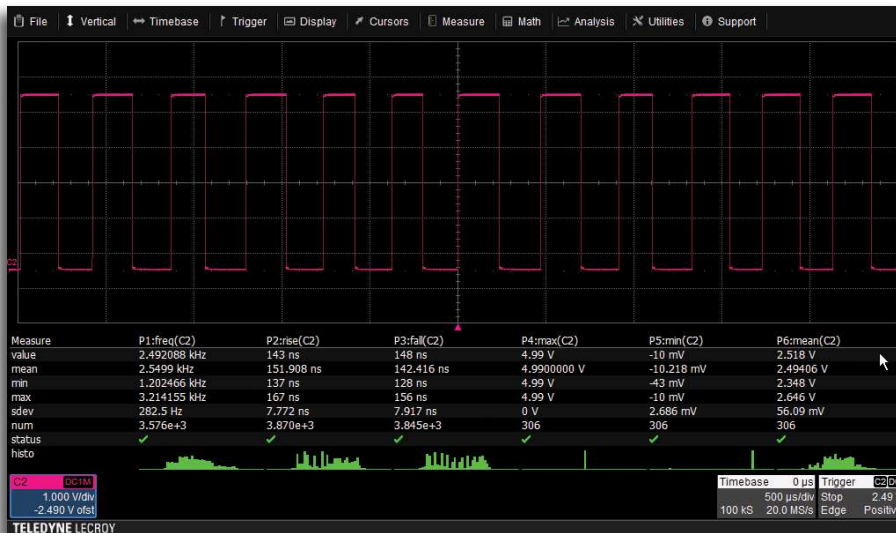 File Vertical Timebase Trigger Display Cursors Measure Math Analysis Utilities Support
C2
Measure P1:freq(C2) P2:rise(C2) P3:fall(C2) P4:max(C2) P5:min(C2) P6:mean(C2)
value 2.492088 kHz 143 ns 148 ns 4.99 V -10 mV 2.518 V
mean 2.5499 kHz 151.908 ns 142.416 ns 4.9900000 V -10.218 mV 2.49406 V
min 1.202466 kHz 137 ns 128 ns 4.99 V -43 mV 2.348 V
max 3.214155 kHz 167 ns 156 ns 4.99 V -10 mV 2.646 V
sdev 282.5 Hz 7.772 ns 7.917 ns 0 V 2.686 mV 56.09 mV
num 3.576e+3 3.870e+3 3.845e+3 306 306 306
status
histo
C2 DC1M
1.000 V/div
-2.490 V ofst
Timebase 0 µs
500 µs/div
100 kS 20.0 MS/s
Trigger C2 D
Stop 2.49
Edge Positiv
TELEDYNE LECROY